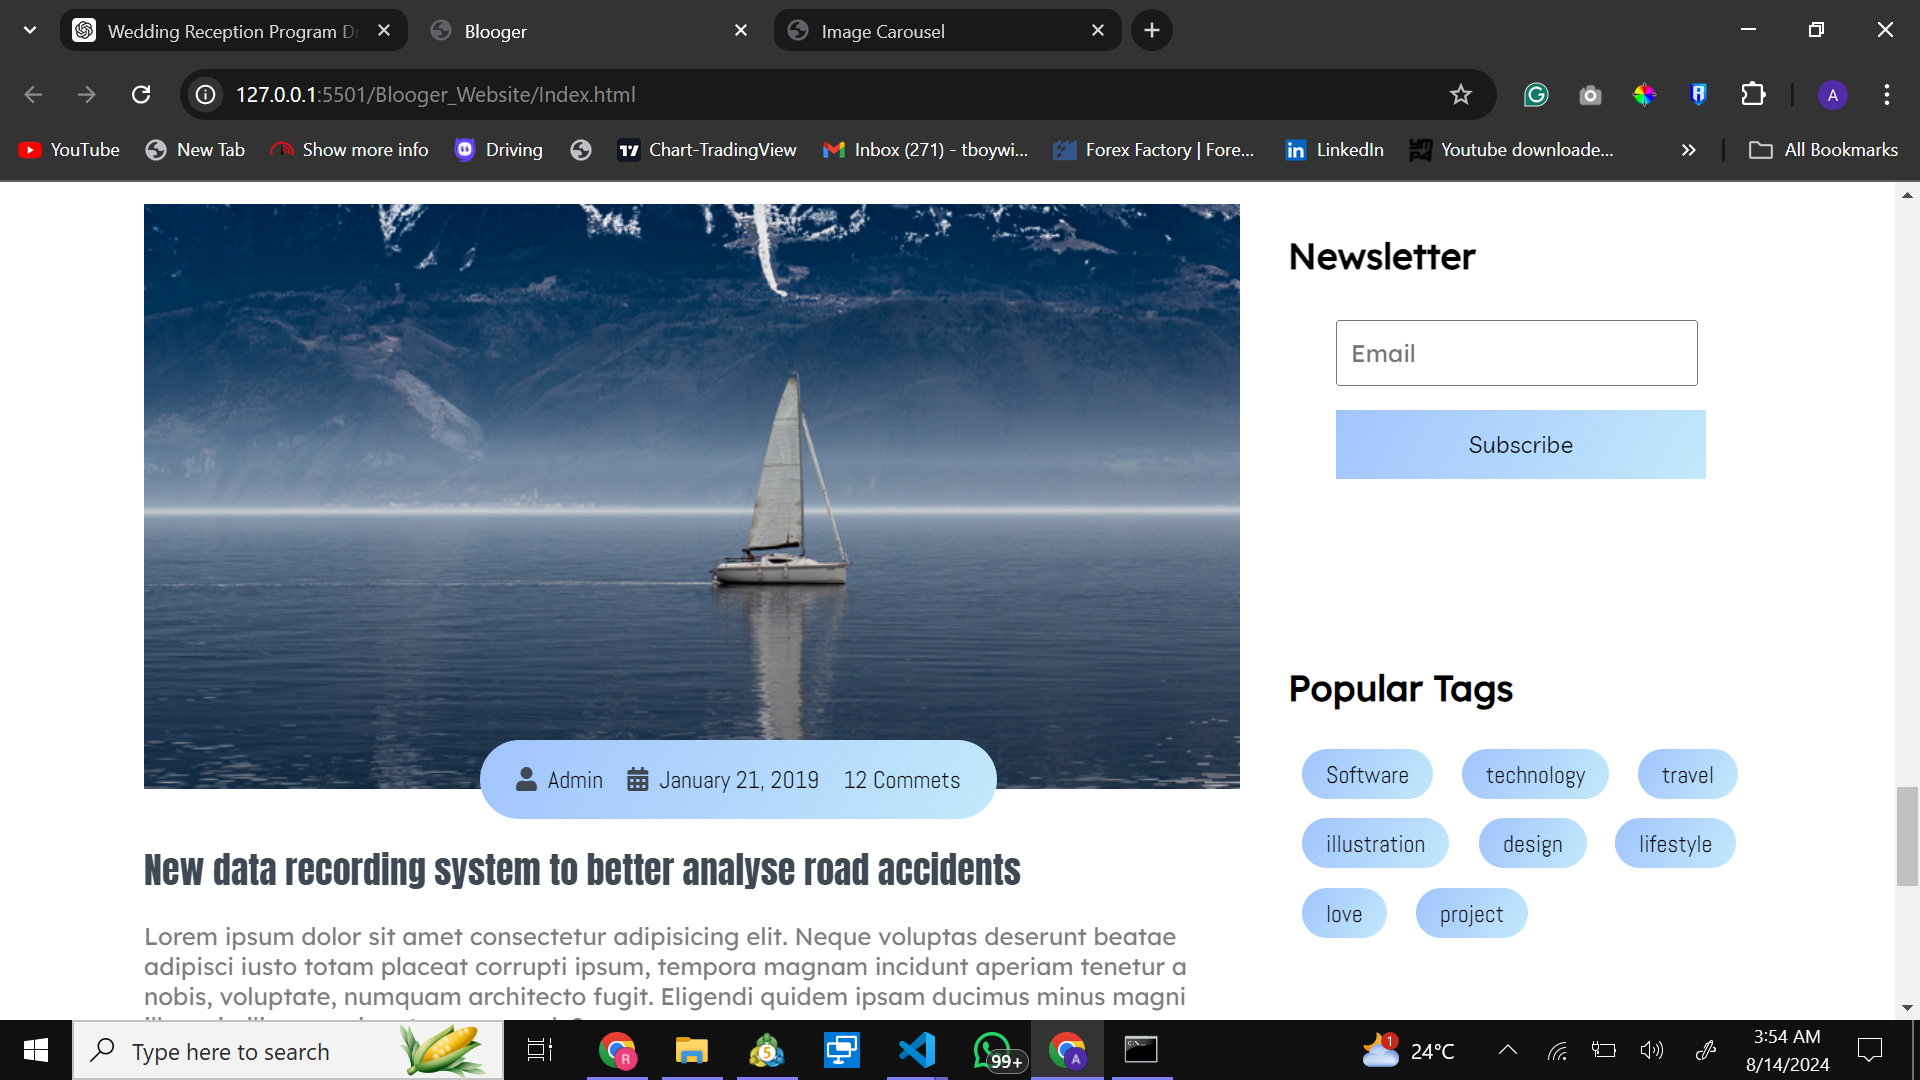 Wedding Reception Program Dr
Blooger
Image Carousel
127.0.0.1:5501/Blooger_Website/Index.html
A
YouTube
New Tab
Show more info
Driving
Chart-TradingView
Inbox (271) - tboywi...
Forex Factory | Fore...
LinkedIn
Youtube downloade...
All Bookmarks
Newsletter
Email
Subscribe
Popular Tags
Software
technology
travel
illustration
design
lifestyle
love
project
Admin
January 21, 2019
12 Commets
New data recording system to better analyse road accidents
Lorem ipsum dolor sit amet consectetur adipisicing elit. Neque voluptas deserunt beatae
adipisci iusto totam placeat corrupti ipsum, tempora magnam incidunt aperiam tenetur a
nobis, voluptate, numquam architecto fugit. Eligendi quidem ipsam ducimus minus magni
Type here to search
R
5
99+
A
1
24°C
3:54 AM
8/14/2024